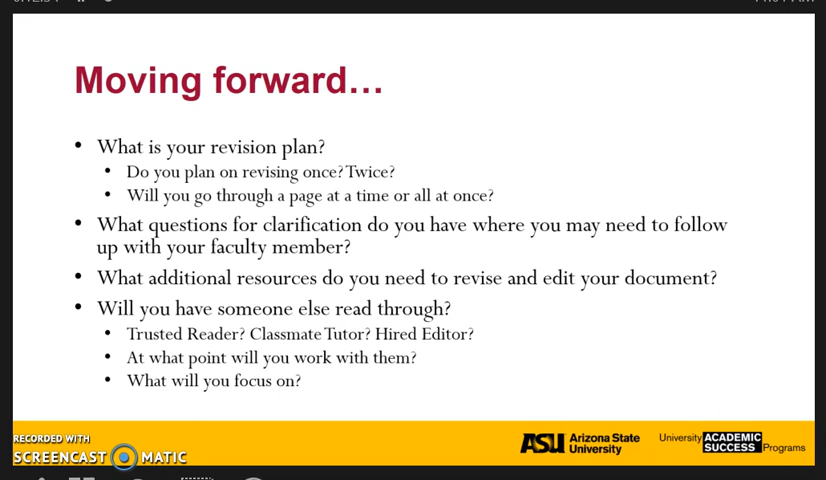 Moving forward...
• What is your revision plan?
• Do you plan on revising once? Twice?
• Will you go through a page at a time or all at once?
• What questions for clarification do you have where you may need to follow
up with your faculty member?
• What additional resources do you need to revise and edit your document?
• Will you have someone else read through?
• Trusted Reader? Classmate Tutor? Hired Editor?
• At what point will you work with them?
• What will you focus on?
RECORDED WITH
SCREENCAST MATIC
ASU Arizona State
University
University ACADEMIC
SUCCESS Programs